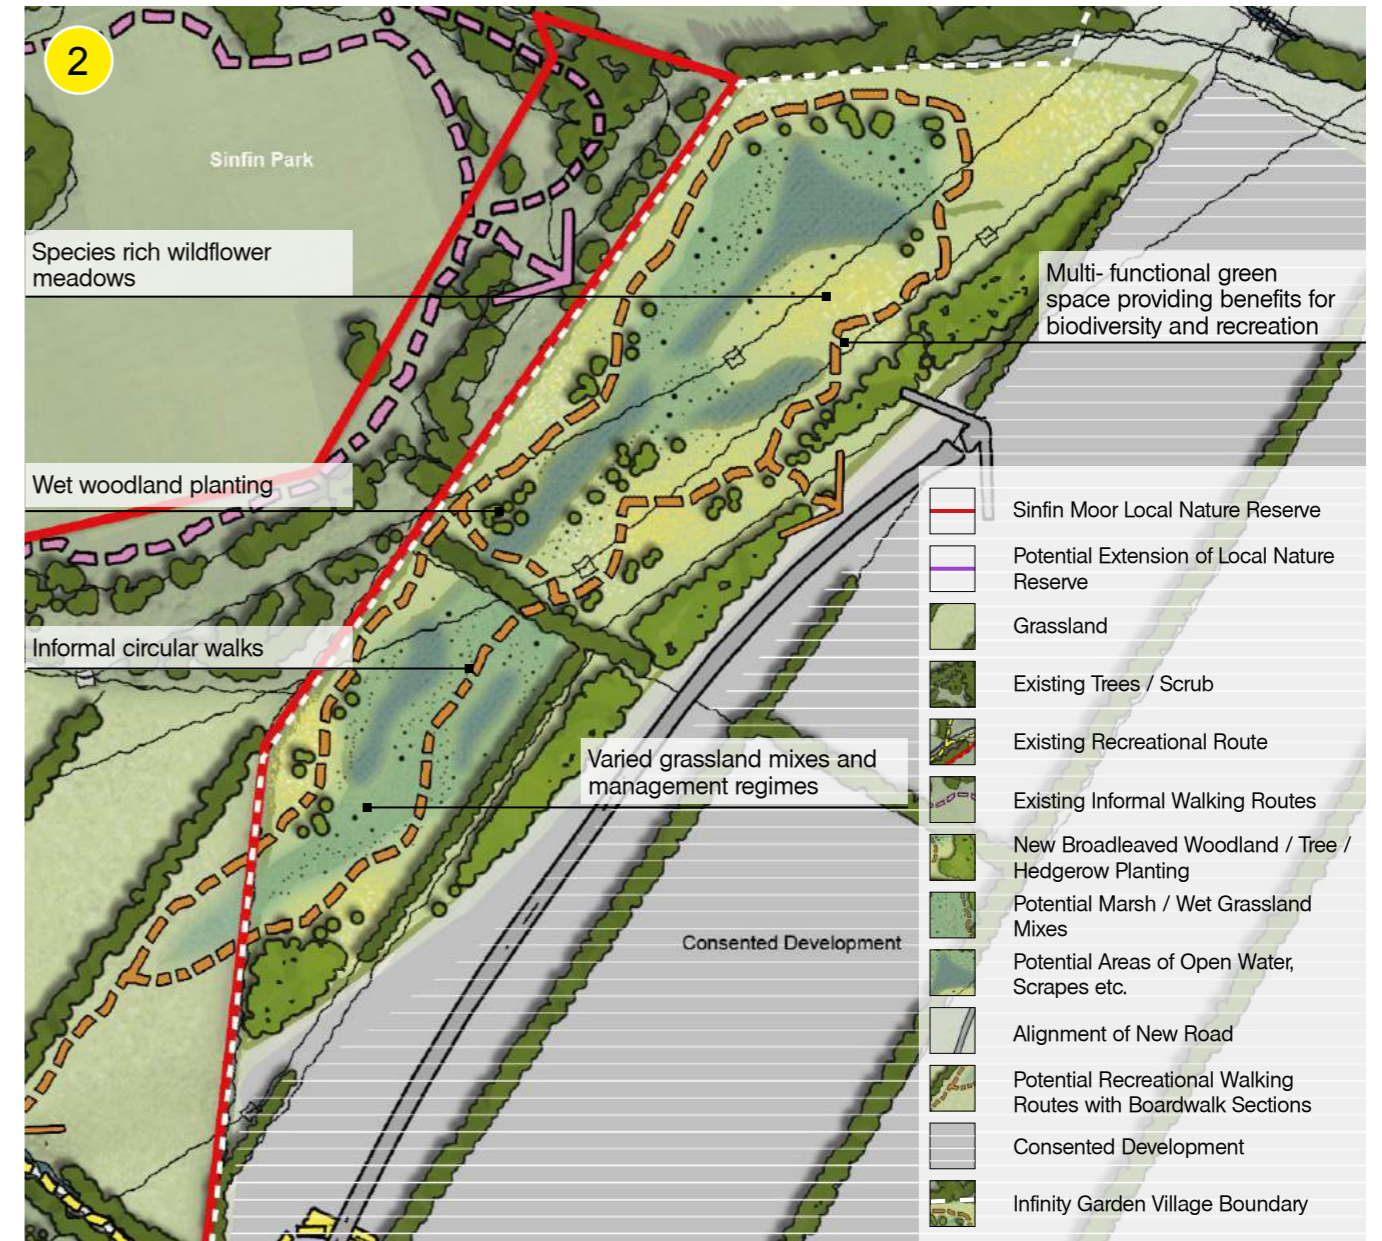 2
Sinfin Park
Species rich wildflower
meadows
Multi- functional green
space providing benefits for
biodiversity and recreation
Wet woodland planting
Informal circular walks
Varied grassland mixes and
management regimes
Consented Development
Sinfin Moor Local Nature Reserve
Potential Extension of Local Nature
Reserve
Grassland
Existing Trees / Scrub
Existing Recreational Route
Existing Informal Walking Routes
New Broadleaved Woodland / Tree /
Hedgerow Planting
Potential Marsh / Wet Grassland
Mixes
Potential Areas of Open Water,
Scrapes etc.
Alignment of New Road
Potential Recreational Walking
Routes with Boardwalk Sections
Consented Development
Infinity Garden Village Boundary